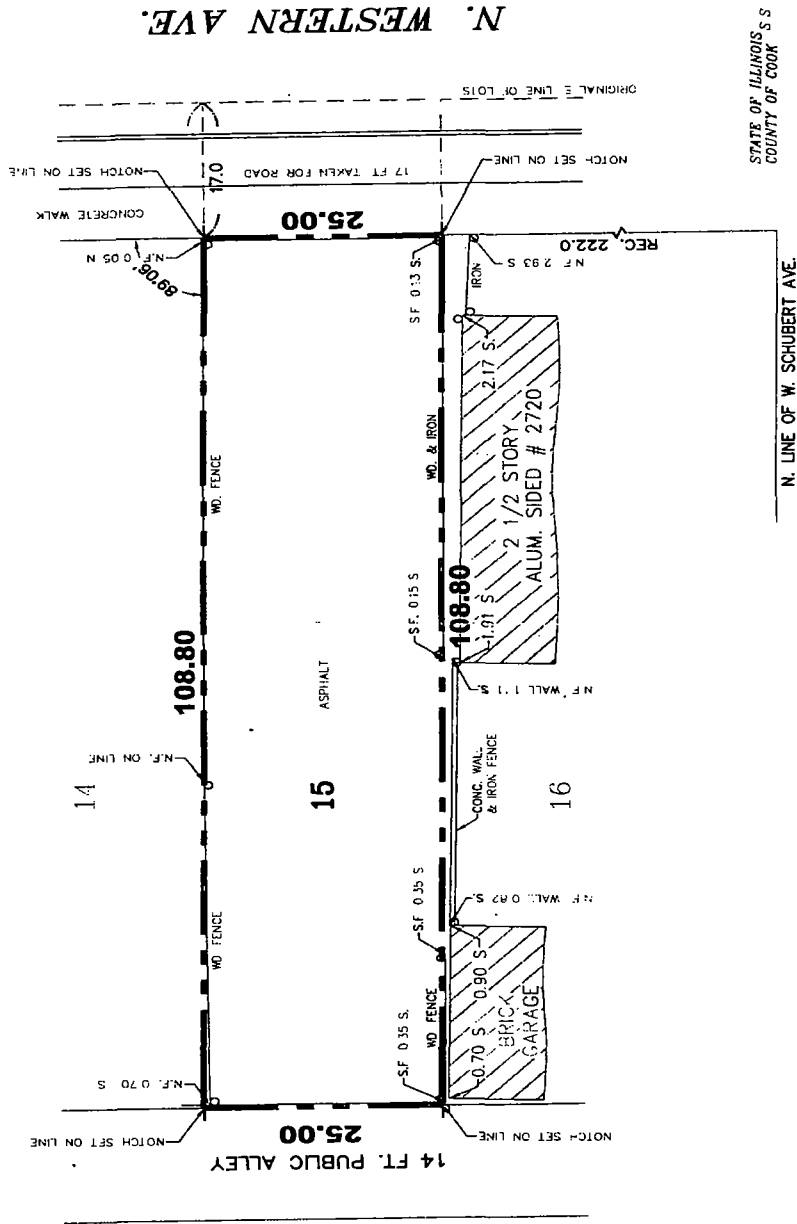 N. WESTERN AVE.
ORIGINAL E LINE OF LOTS
STATE OF ILLINOIS
COUNTY OF COOK
S S
NOTCH SET ON LINE
17 FT TAKEN FOR ROAD
17.0
NOTCH SET ON LINE
CONCRETE WALK
25.00
N.F. 0.05 N
89°06'
S.F. 0.13 S.
N.F. 2.93 S
REC. 222.0
IRON
2.17 S.
WD. FENCE
WD. & IRON
2 1/2 STORY
ALUM. SIDED # 2720
N. LINE OF W. SCHUBERT AVE.
108.80
ASPHALT
S.F. 0.15 S
108.80
1.91 S
N.F. WALL 1.11 S.
N.F. ON LINE
14
15
CONC. WALL
& IRON FENCE
16
N.F. WALL 0.82 S.
WD FENCE
S.F. 0.35 S
0.90 S
S.F. 0.35 S.
WD FENCE
0.70 S
BRICK
GARAGE
N.F. 0.70 S
NOTCH SET ON LINE
25.00
NOTCH SET ON LINE
14 FT. PUBLIC ALLEY